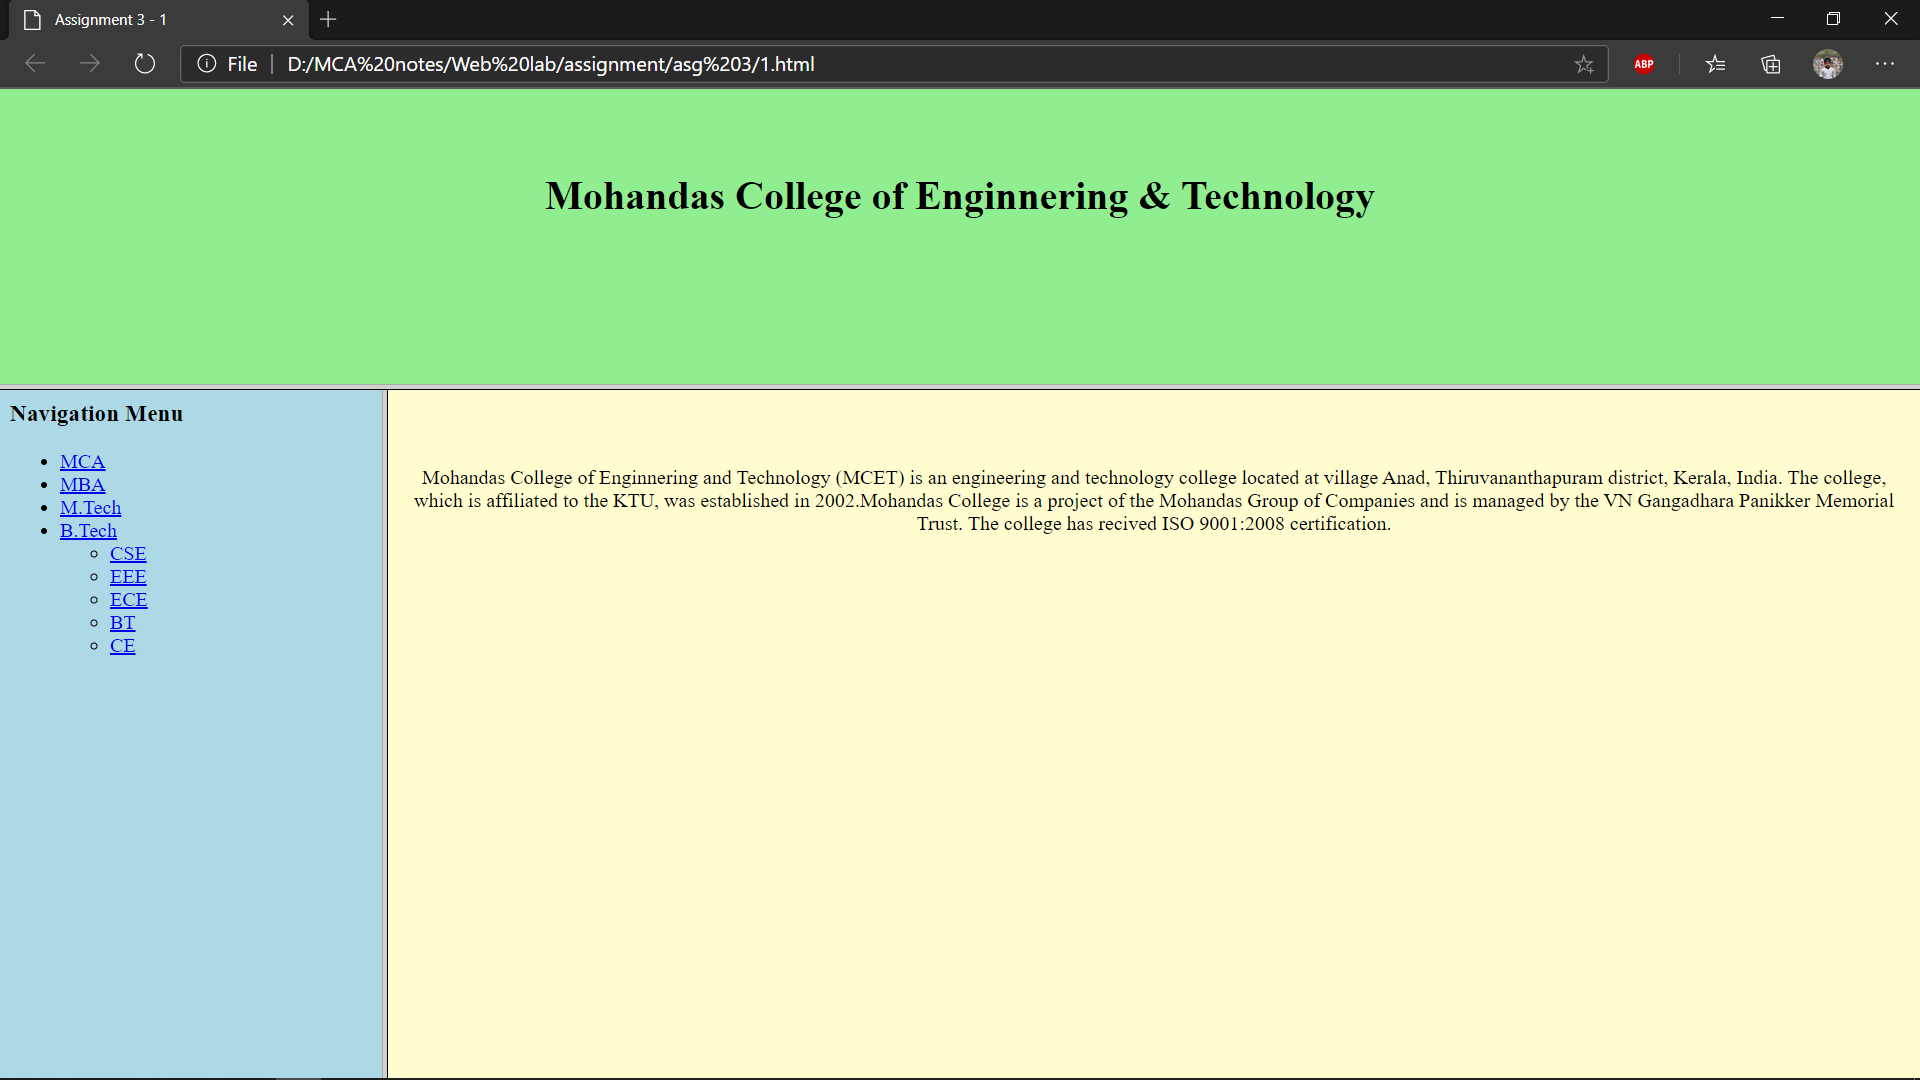 Assignment 3 - 1
File
D:/MCA%20notes/Web%20lab/assignment/asg%203/1.html
ABP
Mohandas College of Enginnering & Technology
Navigation Menu
MCA
MBA
M.Tech
B.Tech
CSE
EEE
ECE
BT
CE
Mohandas College of Enginnering and Technology (MCET) is an engineering and technology college located at village Anad, Thiruvananthapuram district, Kerala, India. The college,
which is affiliated to the KTU, was established in 2002.Mohandas College is a project of the Mohandas Group of Companies and is managed by the VN Gangadhara Panikker Memorial
Trust. The college has recived ISO 9001:2008 certification.